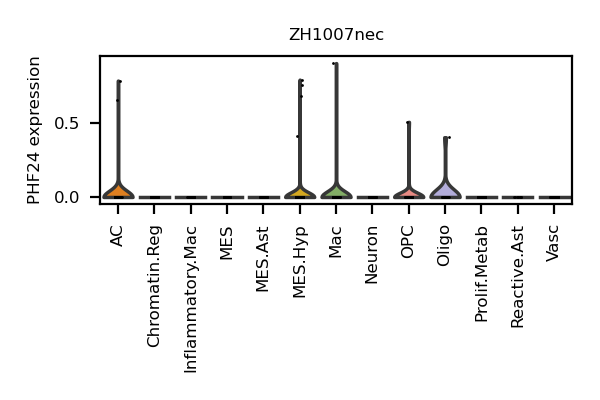 ZH1007nec
PHF24 expression
0.5
0.0
AC
Chromatin.Reg
Inflammatory.Mac
MES
MES.Ast
MES.Hyp
Mac
Neuron
OPC
Oligo
Prolif.Metab
Reactive.Ast
Vasc